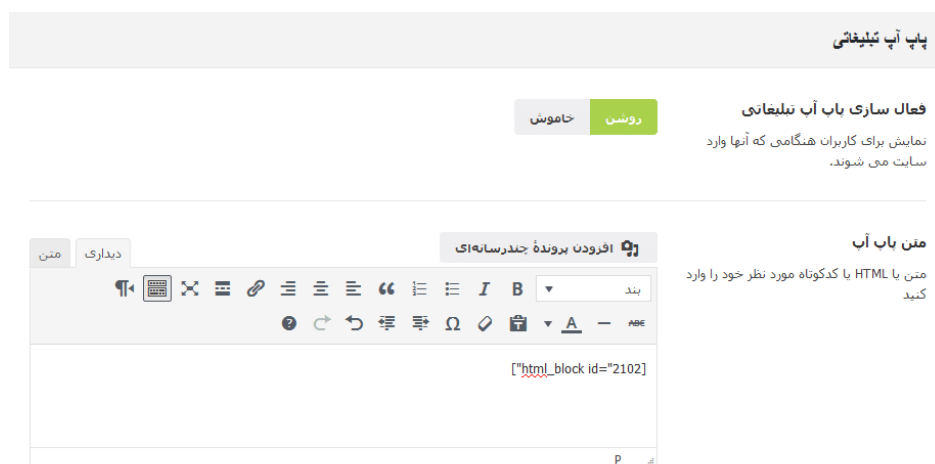 پاپ آپ تبلیغاتی
فعال سازی پاپ آپ تبلیغاتی
روشن
خاموش
نمایش برای کاربران هنگامی که آنها وارد
سایت می شوند.
متن پاپ آپ
متن یا HTML یا کدکوتاه مورد نظر خود را وارد
کنید
افزودن پروندهٔ چندرسانه‌ای
دیداری
متن
بند
B I
ABC
A
Ω
["html_block id="2102]
P